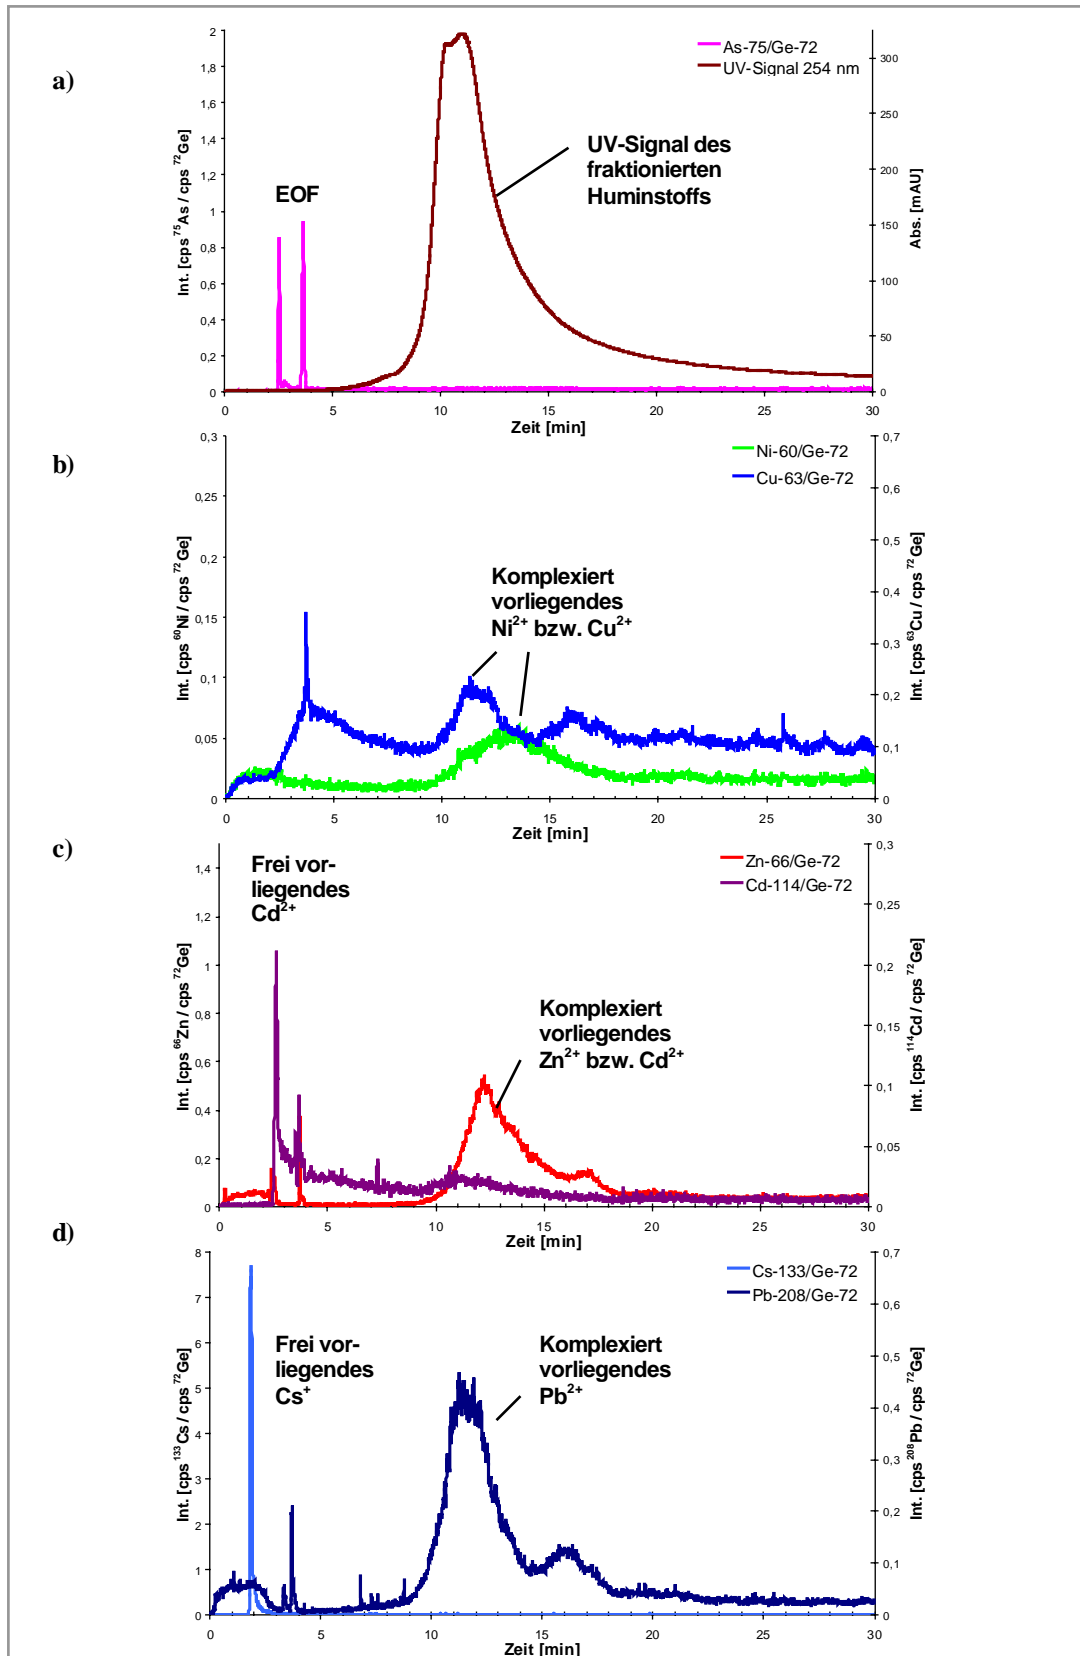 a)
2
1,8
1,6
1,4
1,2
1
0,8
0,6
0,4
0,2
0
Int. [cps ⁷⁵As / cps ⁷²Ge]
As-75/Ge-72
UV-Signal 254 nm
EOF
UV-Signal des
fraktionierten
Huminstoffs
300
250
200
150
100
50
0
Abs. [mAU]
0 5 10 15 20 25 30
Zeit [min]
b)
0,3
0,25
0,2
0,15
0,1
0,05
0
Int. [cps ⁶⁰Ni / cps ⁷²Ge]
Ni-60/Ge-72
Cu-63/Ge-72
Komplexiert
vorliegendes
Ni²⁺ bzw. Cu²⁺
0,7
0,6
0,5
0,4
0,3
0,2
0,1
0
Int. [cps ⁶³Cu / cps ⁷²Ge]
0 5 10 15 20 25 30
Zeit [min]
c)
1,4
1,2
1
0,8
0,6
0,4
0,2
0
Int. [cps ⁶⁶Zn / cps ⁷²Ge]
Frei vor-
liegendes
Cd²⁺
Zn-66/Ge-72
Cd-114/Ge-72
Komplexiert
vorliegendes
Zn²⁺ bzw. Cd²⁺
0,3
0,25
0,2
0,15
0,1
0,05
0
Int. [cps ¹¹⁴Cd / cps ⁷²Ge]
0 5 10 15 20 25 30
Zeit [min]
d)
8
7
6
5
4
3
2
1
0
Int. [cps ¹³³Cs / cps ⁷²Ge]
Cs-133/Ge-72
Pb-208/Ge-72
Frei vor-
liegendes
Cs⁺
Komplexiert
vorliegendes
Pb²⁺
0,7
0,6
0,5
0,4
0,3
0,2
0,1
0
Int. [cps ²⁰⁸Pb / cps ⁷²Ge]
0 5 10 15 20 25 30
Zeit [min]